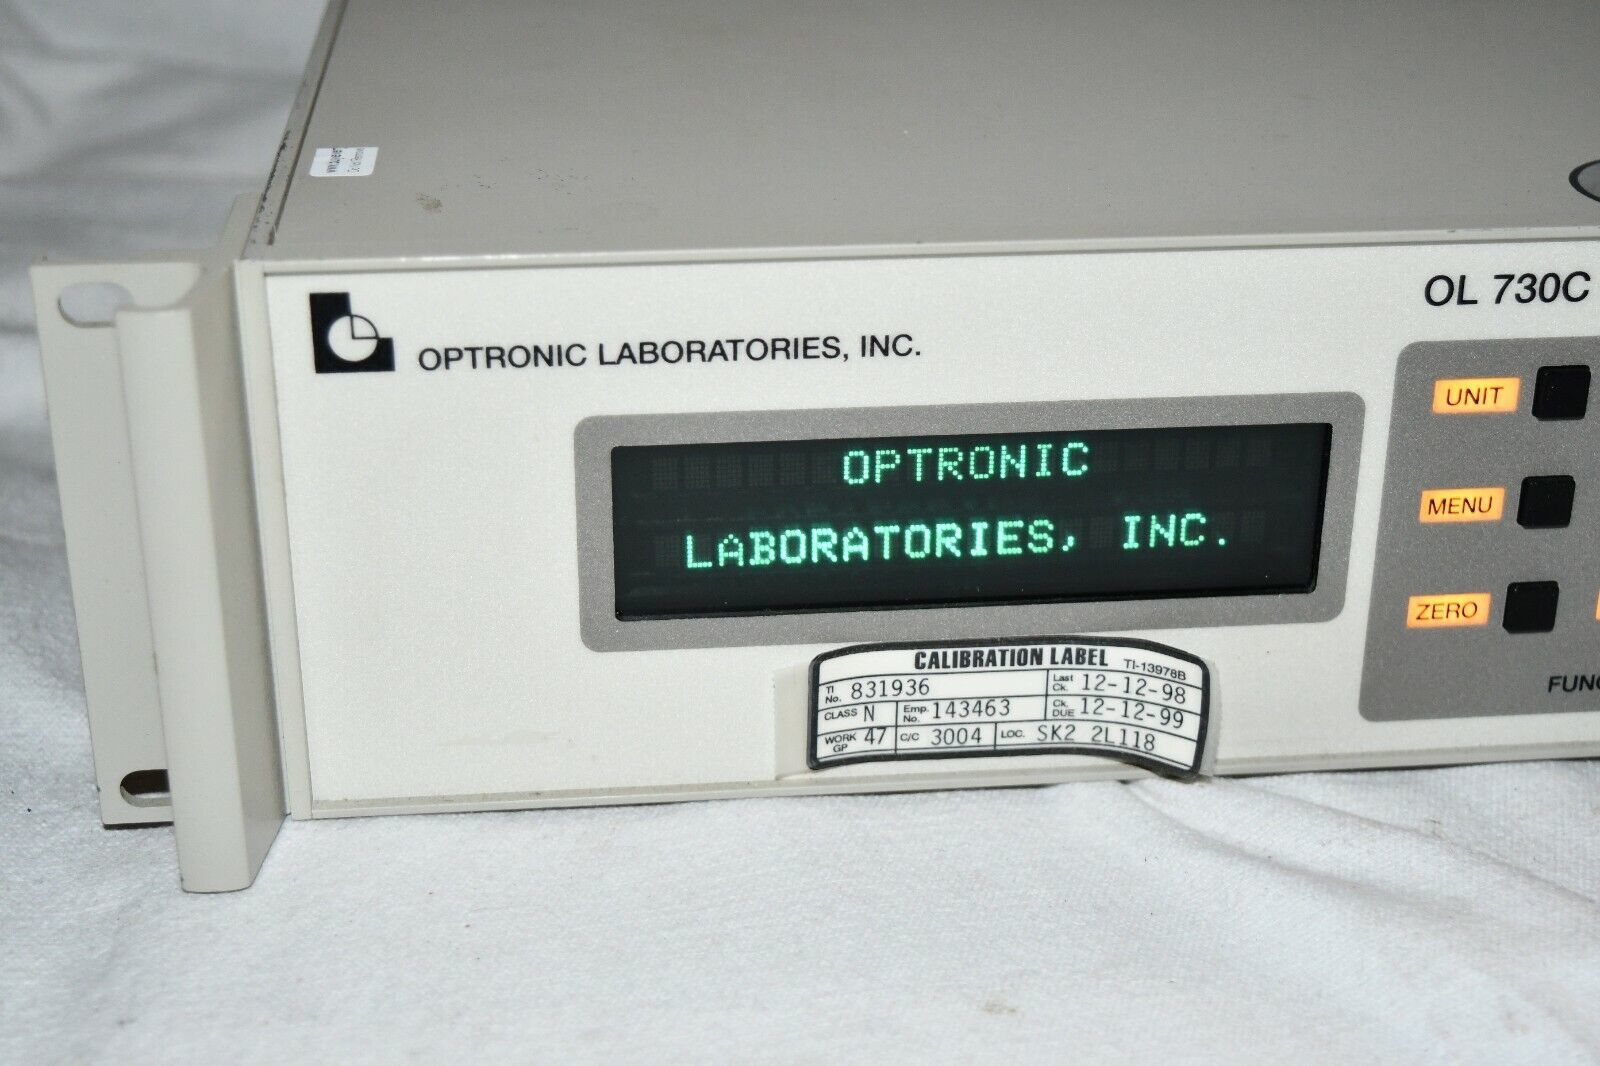 OPTRONIC LABORATORIES, INC.
OL 730C
OPTRONIC
LABORATORIES, INC.
UNIT
MENU
ZERO
CALIBRATION LABEL TI-13978B
TI No. 831936 Last Ck. 12-12-98
CLASS N Emp. No. 143463 Ck. DUE 12-12-99
WORK GP 47 C/C 3004 LOC. SK2 2L118